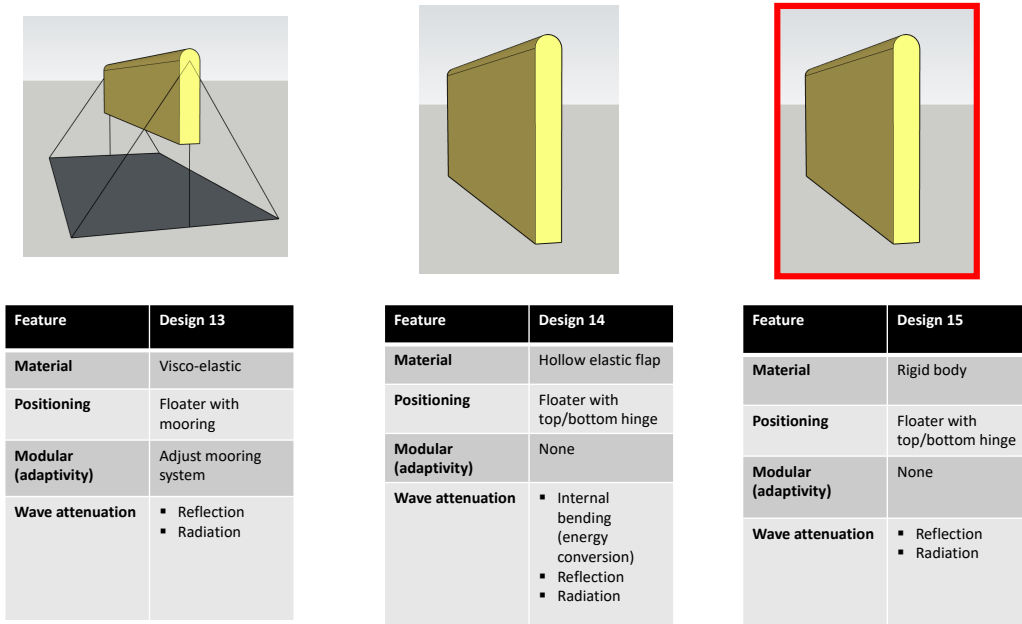 Feature Design 13
Material Visco-elastic
Positioning Floater with
mooring
Modular Adjust mooring
(adaptivity) system
Wave attenuation ▪ Reflection
▪ Radiation
Feature Design 14
Material Hollow elastic flap
Positioning Floater with
top/bottom hinge
Modular None
(adaptivity)
Wave attenuation ▪ Internal
bending
(energy
conversion)
▪ Reflection
▪ Radiation
Feature Design 15
Material Rigid body
Positioning Floater with
top/bottom hinge
Modular None
(adaptivity)
Wave attenuation ▪ Reflection
▪ Radiation